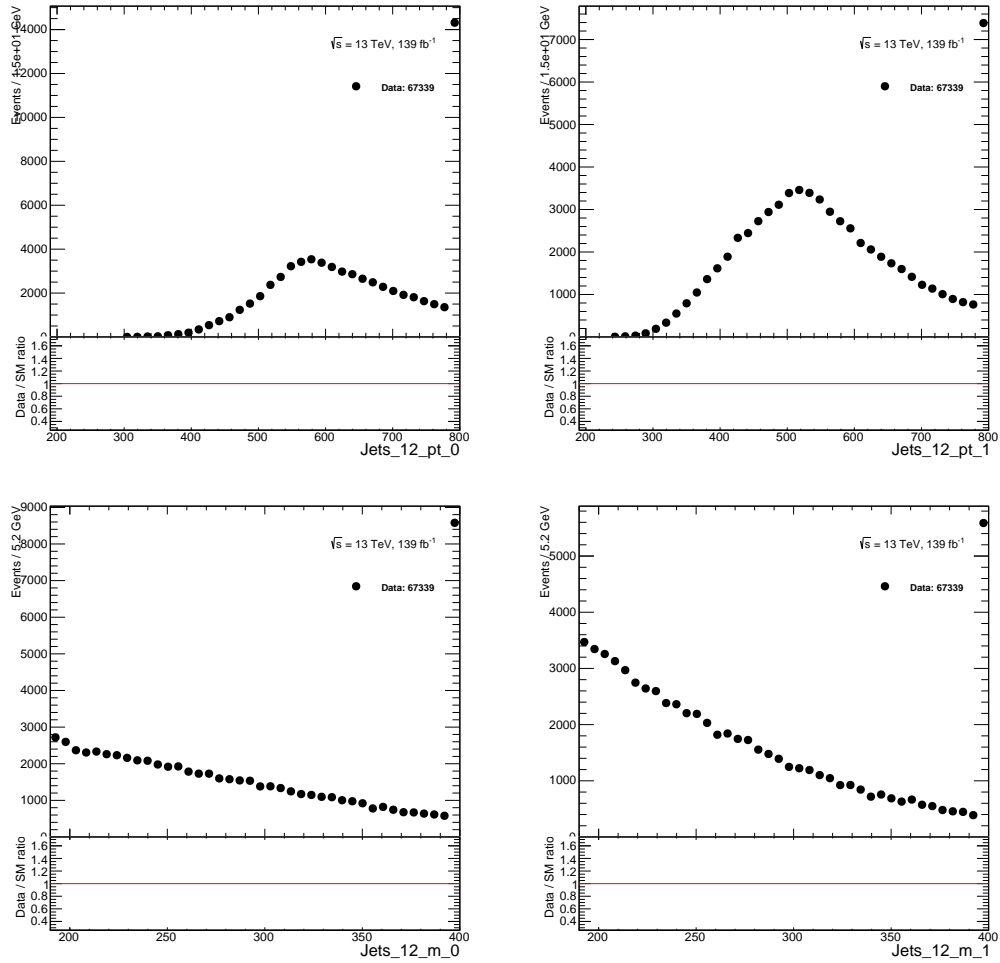 Events / 1.5e+01 GeV
14000
12000
10000
8000
6000
4000
2000
0
√s = 13 TeV, 139 fb-1
Data: 67339
Data / SM ratio
1.6
1.4
1.2
1
0.8
0.6
0.4
200 300 400 500 600 700 800
Jets_12_pt_0
Events / 1.5e+01 GeV
7000
6000
5000
4000
3000
2000
1000
0
√s = 13 TeV, 139 fb-1
Data: 67339
Data / SM ratio
1.6
1.4
1.2
1
0.8
0.6
0.4
200 300 400 500 600 700 800
Jets_12_pt_1
Events / 5.2 GeV
9000
8000
7000
6000
5000
4000
3000
2000
1000
0
√s = 13 TeV, 139 fb-1
Data: 67339
Data / SM ratio
1.6
1.4
1.2
1
0.8
0.6
0.4
200 250 300 350 400
Jets_12_m_0
Events / 5.2 GeV
5000
4000
3000
2000
1000
0
√s = 13 TeV, 139 fb-1
Data: 67339
Data / SM ratio
1.6
1.4
1.2
1
0.8
0.6
0.4
200 250 300 350 400
Jets_12_m_1